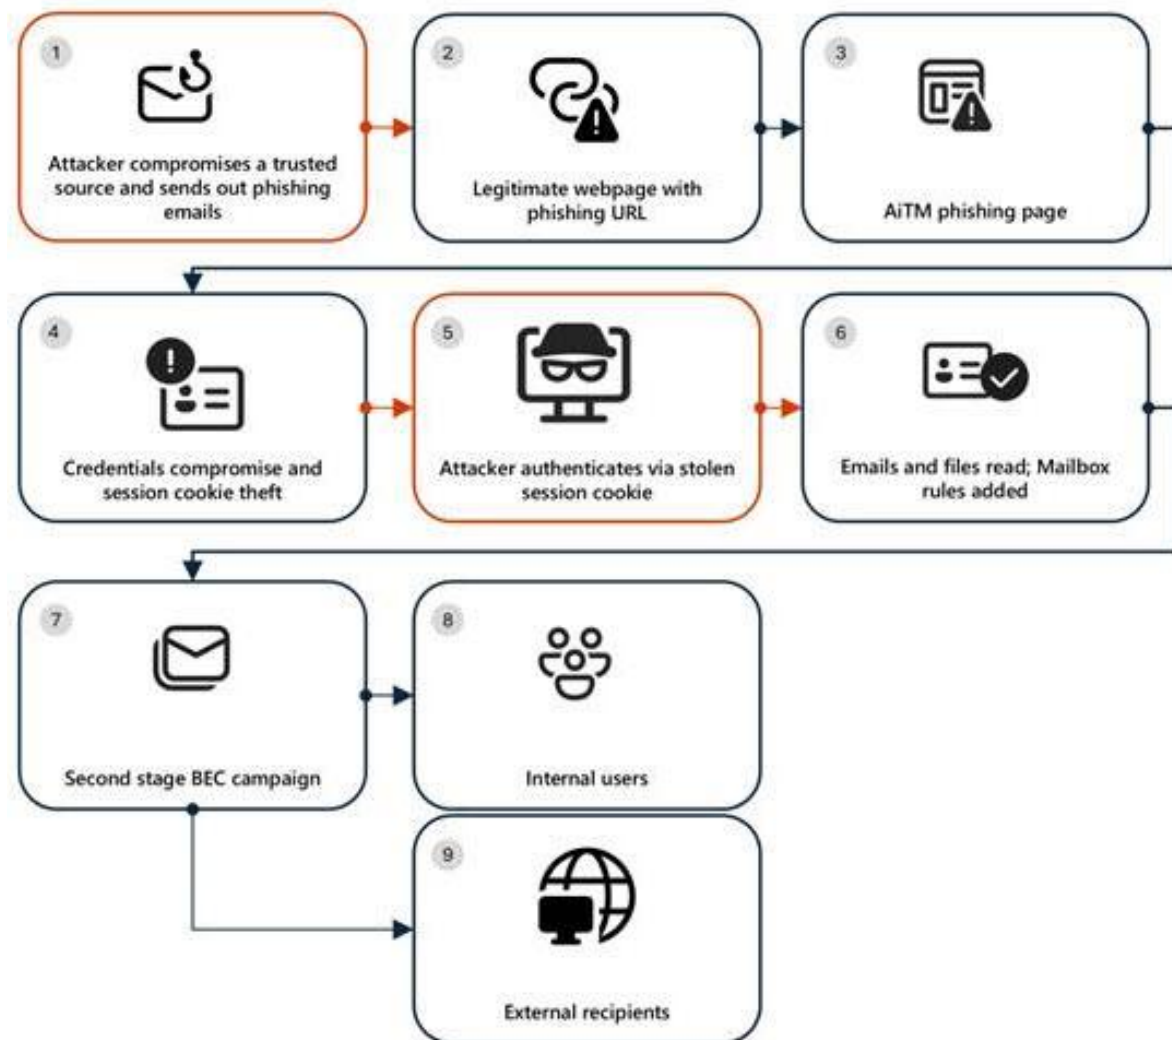 1
Attacker compromises a trusted
source and sends out phishing
emails
2
Legitimate webpage with
phishing URL
3
AiTM phishing page
4
Credentials compromise and
session cookie theft
5
Attacker authenticates via stolen
session cookie
6
Emails and files read; Mailbox
rules added
7
Second stage BEC campaign
8
Internal users
9
External recipients